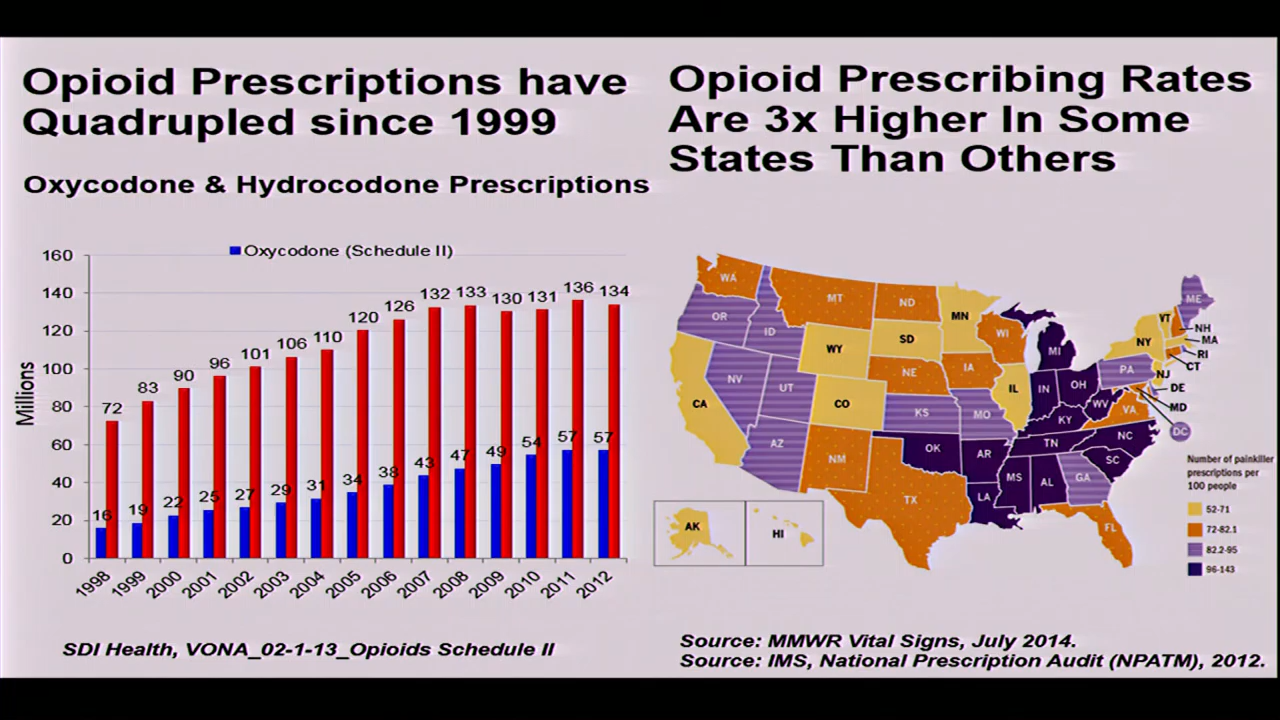 Opioid Prescriptions have
Quadrupled since 1999
Oxycodone & Hydrocodone Prescriptions
Oxycodone (Schedule II)
Millions
160
140
120
100
80
60
40
20
0
72
83
90
96
101
106
110
120
126
132
133
130
131
136
134
16
19
22
25
27
29
31
34
38
43
47
49
54
57
57
1998
1999
2000
2001
2002
2003
2004
2005
2006
2007
2008
2009
2010
2011
2012
SDI Health, VONA_02-1-13_Opioids Schedule II
Opioid Prescribing Rates
Are 3x Higher In Some
States Than Others
WA
MT
ND
MN
OR
ID
WY
SD
WI
MI
ME
VT
NH
NY
MA
RI
CT
NJ
PA
DE
MD
DC
CA
NV
UT
CO
NE
IA
IL
IN
OH
WV
VA
KS
MO
KY
AZ
NM
OK
AR
TN
NC
SC
TX
LA
MS
AL
GA
FL
AK
HI
Number of painkiller
prescriptions per
100 people
52-71
72-82.1
82.2-95
96-143
Source: MMWR Vital Signs, July 2014.
Source: IMS, National Prescription Audit (NPATM), 2012.